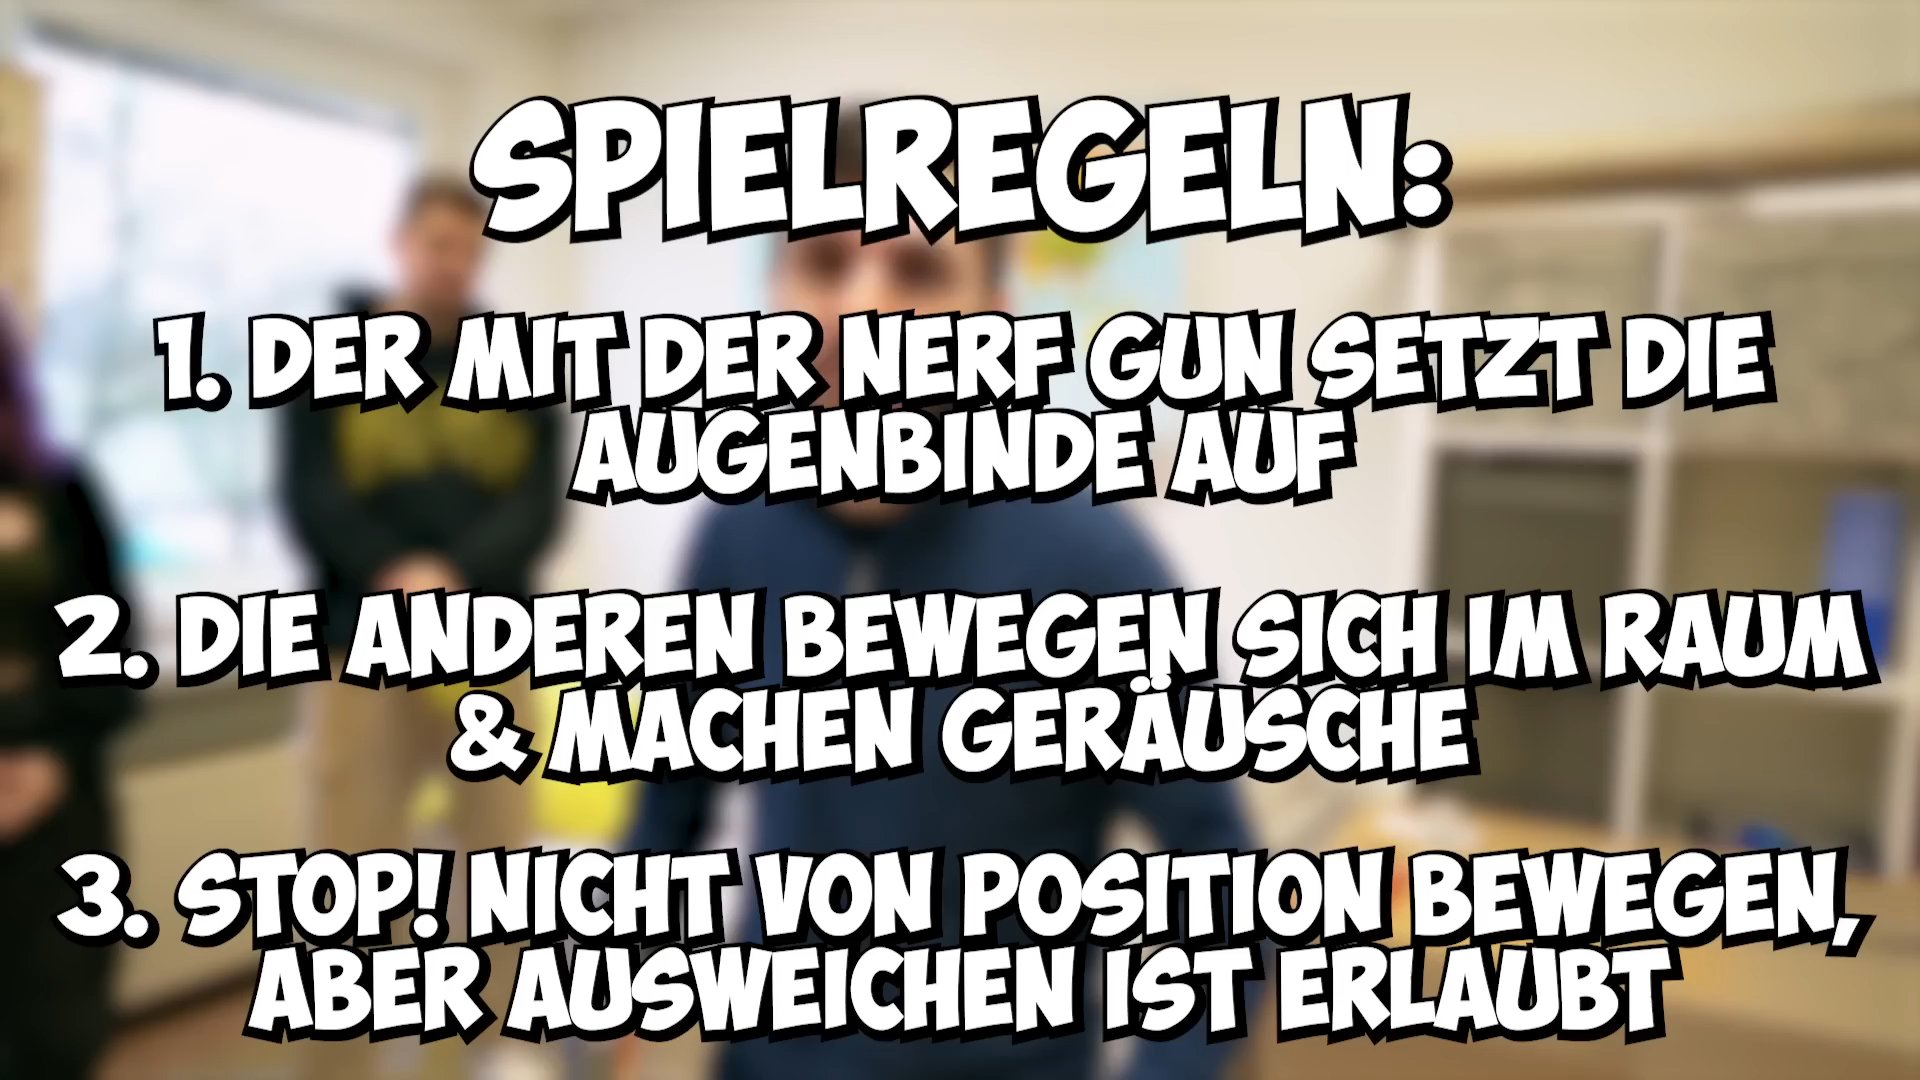 SPIELREGELN:
1. DER MIT DER NERF GUN SETZT DIE
AUGENBINDE AUF
2. DIE ANDEREN BEWEGEN SICH IM RAUM
& MACHEN GERÄUSCHE
3. STOP! NICHT VON POSITION BEWEGEN,
ABER AUSWEICHEN IST ERLAUBT